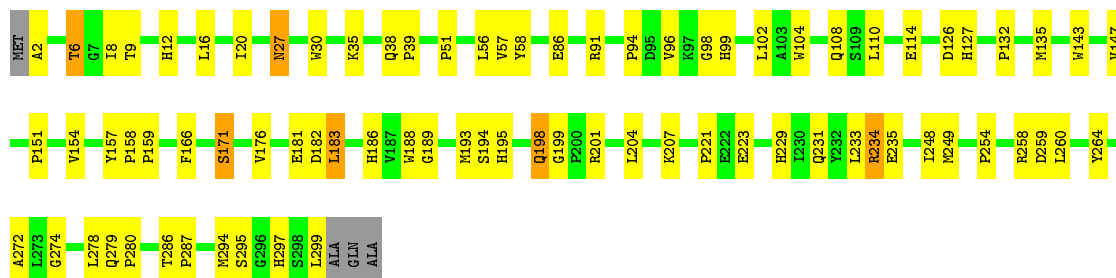 MET A2 T6 G7 I8 T9 H12 L16 I20 N27 W30 K35 Q38 P39 P51 L56 V57 Y58 E86 R91 P94 D95 V96 K97 G98 H99 L102 A103 W104 Q108 S109 L110 E114 D126 H127 P132 M135 W143
P151 V154 Y157 P158 P159 F166 S171 V176 E181 D182 L183 H186 V187 W188 G189 M193 S194 H195 Q198 G199 P200 R201 L204 K207 P221 E222 E223 H229 I230 Q231 Y232 L233 R234 E235 I248 M249 P254 R258 D259 L260 Y264
A272 L273 G274 L278 Q279 P280 T286 P287 M294 S295 G296 H297 S298 L299 ALA GLN ALA